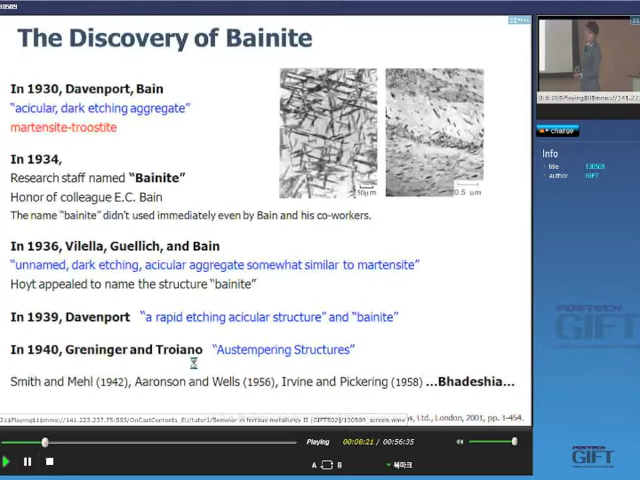 The Discovery of Bainite
In 1930, Davenport, Bain
"acicular, dark etching aggregate"
martensite-troostite
In 1934,
Research staff named "Bainite"
Honor of colleague E.C. Bain
The name "bainite" didn't used immediately even by Bain and his co-workers.
50μm
0.5 μm
In 1936, Vilella, Guellich, and Bain
"unnamed, dark etching, acicular aggregate somewhat similar to martensite"
Hoyt appealed to name the structure "bainite"
In 1939, Davenport "a rapid etching acicular structure" and "bainite"
In 1940, Greninger and Troiano "Austempering Structures"
Smith and Mehl (1942), Aaronson and Wells (1956), Irvine and Pickering (1958) ...Bhadeshia...
Ltd., London, 2001, pp. 1-454.
change
Info
title 130509
author GIFT
POSTECH
GIFT
Playing 00:08:21 / 00:56:35
A B 북마크
POSTECH
GIFT